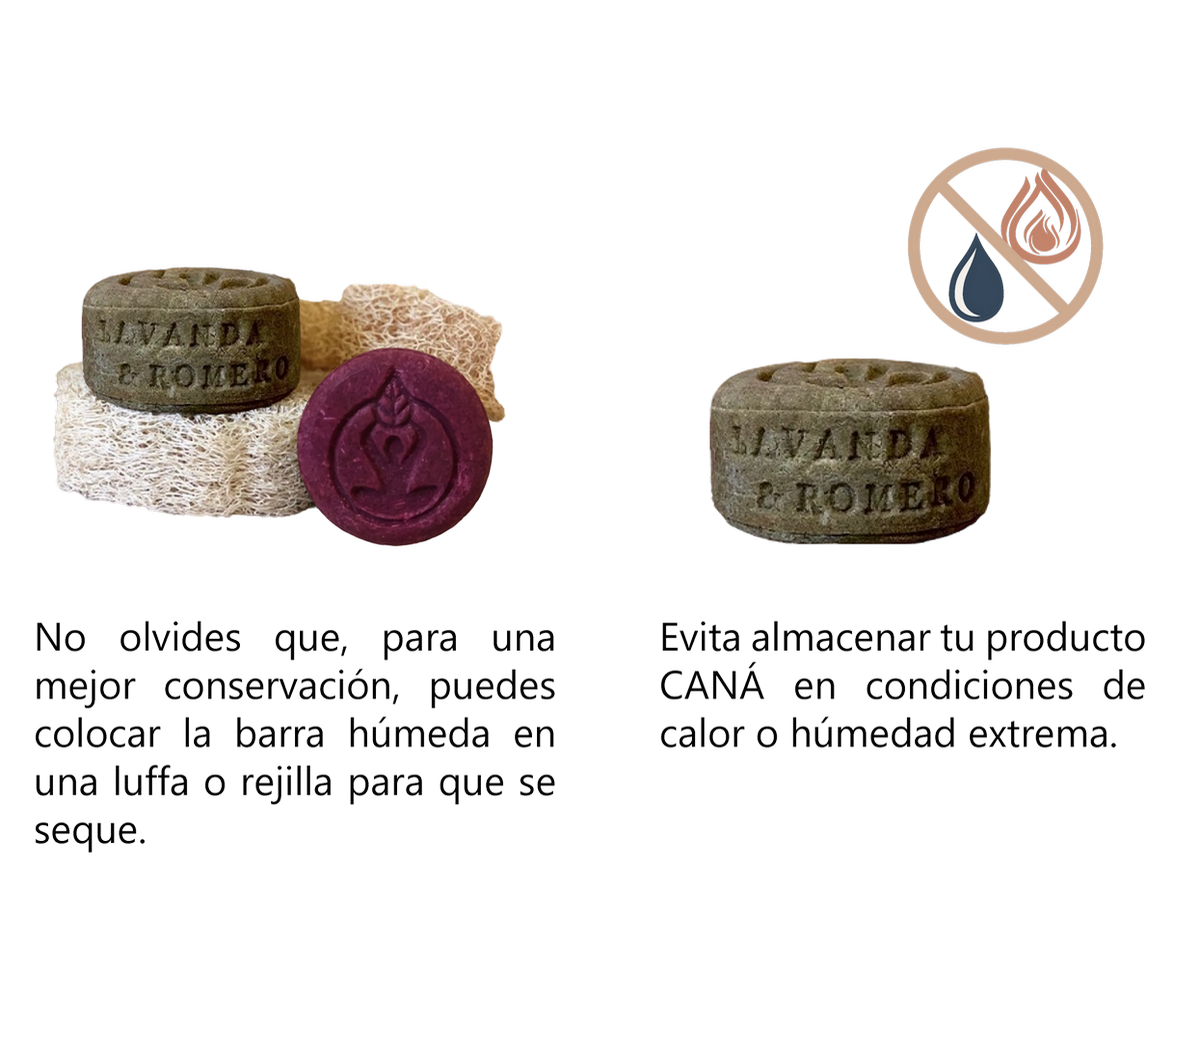 LAVANDA
& ROMERO
LAVANDA
& ROMERO
No olvides que, para una
mejor conservación, puedes
colocar la barra húmeda en
una luffa o rejilla para que se
seque.
Evita almacenar tu producto
CANÁ en condiciones de
calor o húmedad extrema.